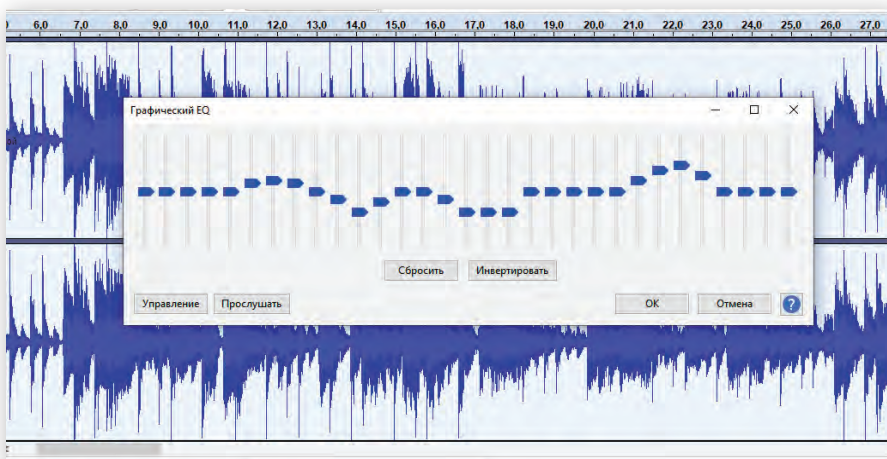 6,0 7,0 8,0 9,0 10,0 11,0 12,0 13,0 14,0 15,0 16,0 17,0 18,0 19,0 20,0 21,0 22,0 23,0 24,0 25,0 26,0 27,0
Графический EQ
Сбросить Инвертировать
Управление Прослушать OK Отмена ?